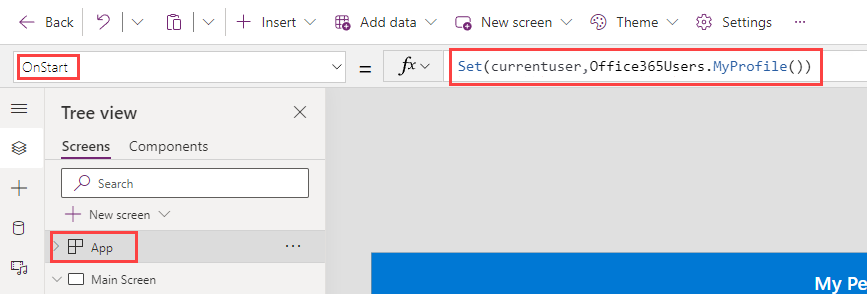 Back Insert Add data New screen Theme Settings
OnStart = fx Set(currentuser,Office365Users.MyProfile())
Tree view
Screens Components
Search
New screen
App ...
Main Screen
My Pe